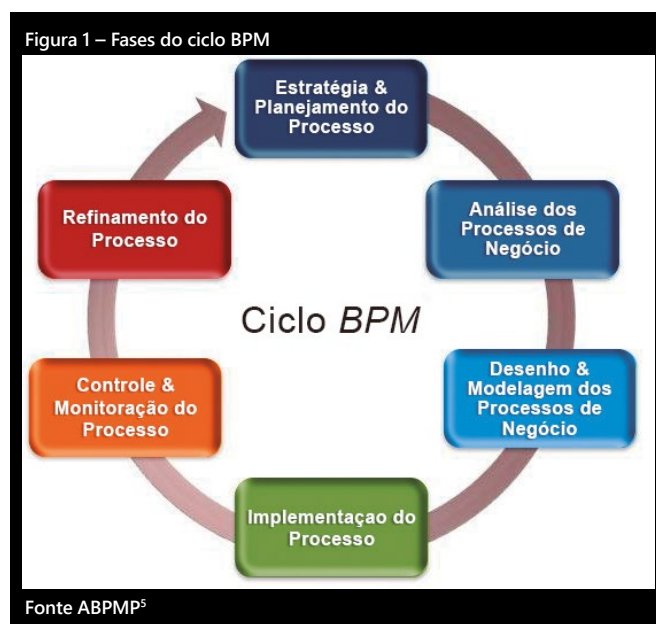 Figura 1 – Fases do ciclo BPM
Estratégia &
Planejamento do
Processo
Análise dos
Processos de
Negócio
Desenho &
Modelagem dos
Processos de
Negócio
Implementaçao do
Processo
Controle &
Monitoração do
Processo
Refinamento do
Processo
Ciclo BPM
Fonte ABPMP⁵